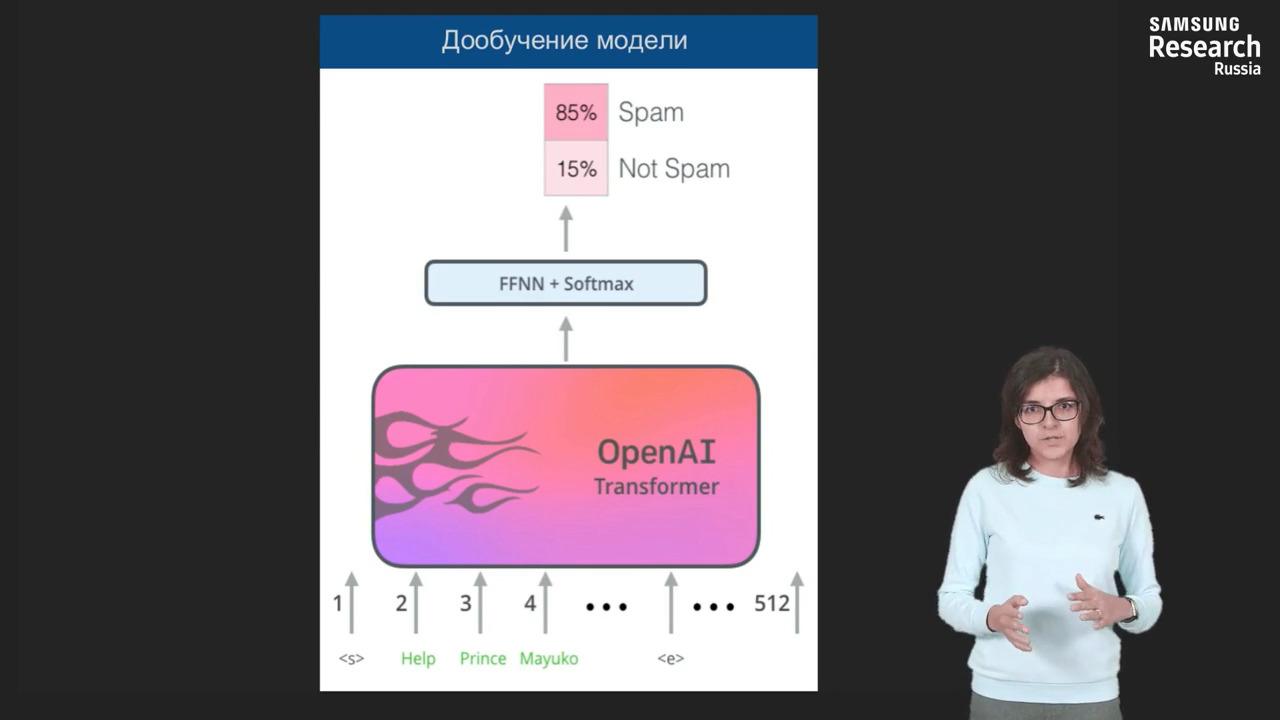 Дообучение модели
SAMSUNG
Research
Russia
85% Spam
15% Not Spam
FFNN + Softmax
OpenAI
Transformer
1 2 3 4 ••• ••• 512
<s> Help Prince Mayuko <e>